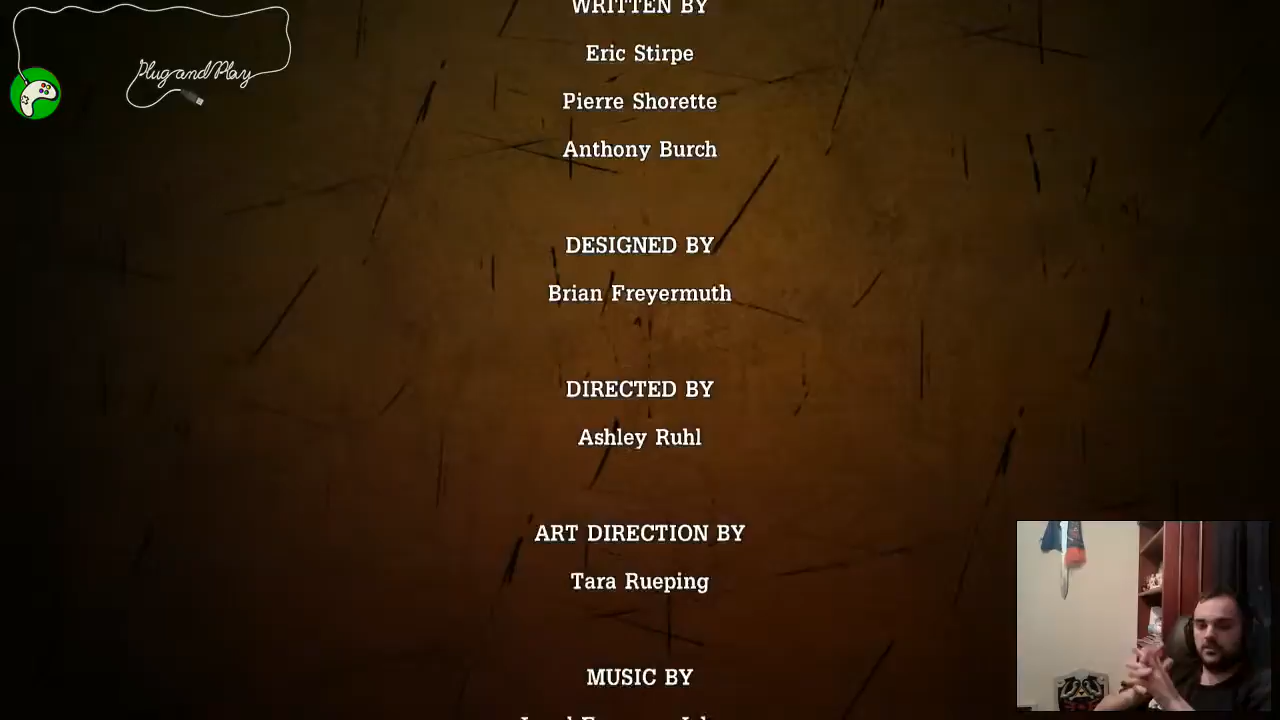 Plug and Play
WRITTEN BY
Eric Stirpe
Pierre Shorette
Anthony Burch
DESIGNED BY
Brian Freyermuth
DIRECTED BY
Ashley Ruhl
ART DIRECTION BY
Tara Rueping
MUSIC BY